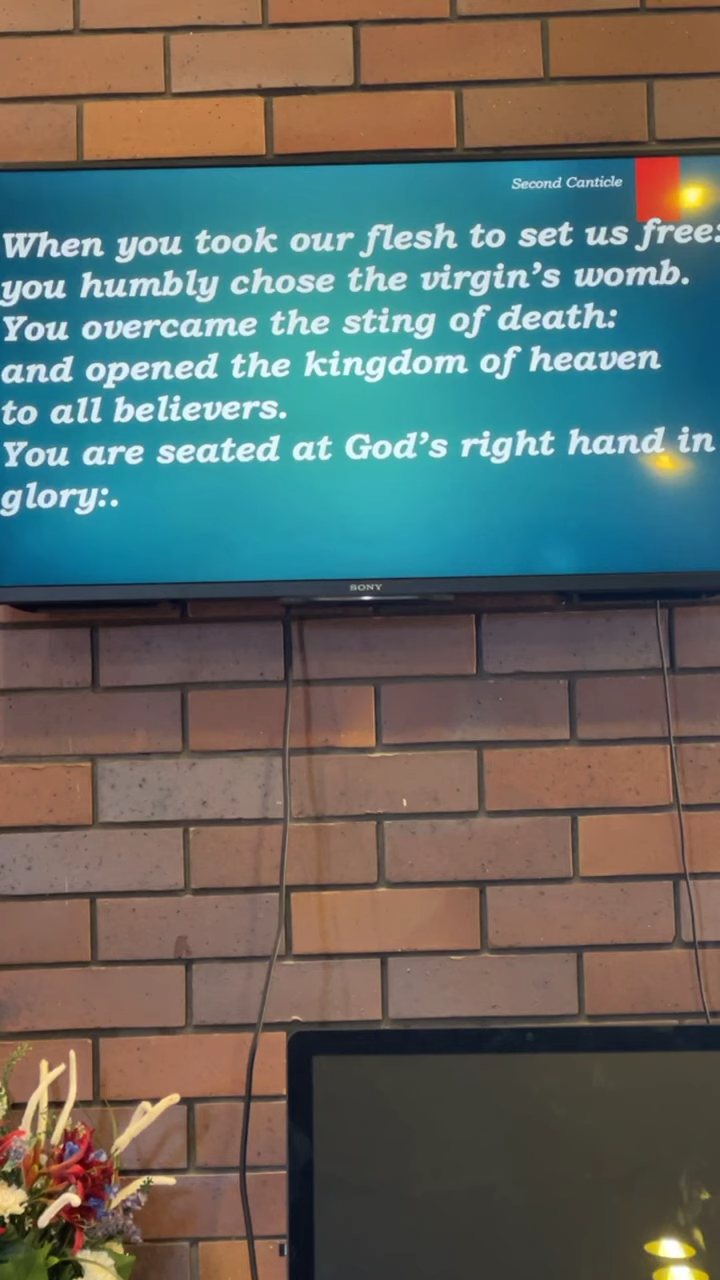 Second Canticle
When you took our flesh to set us free:
you humbly chose the virgin's womb.
You overcame the sting of death:
and opened the kingdom of heaven
to all believers.
You are seated at God's right hand in
glory:.
SONY